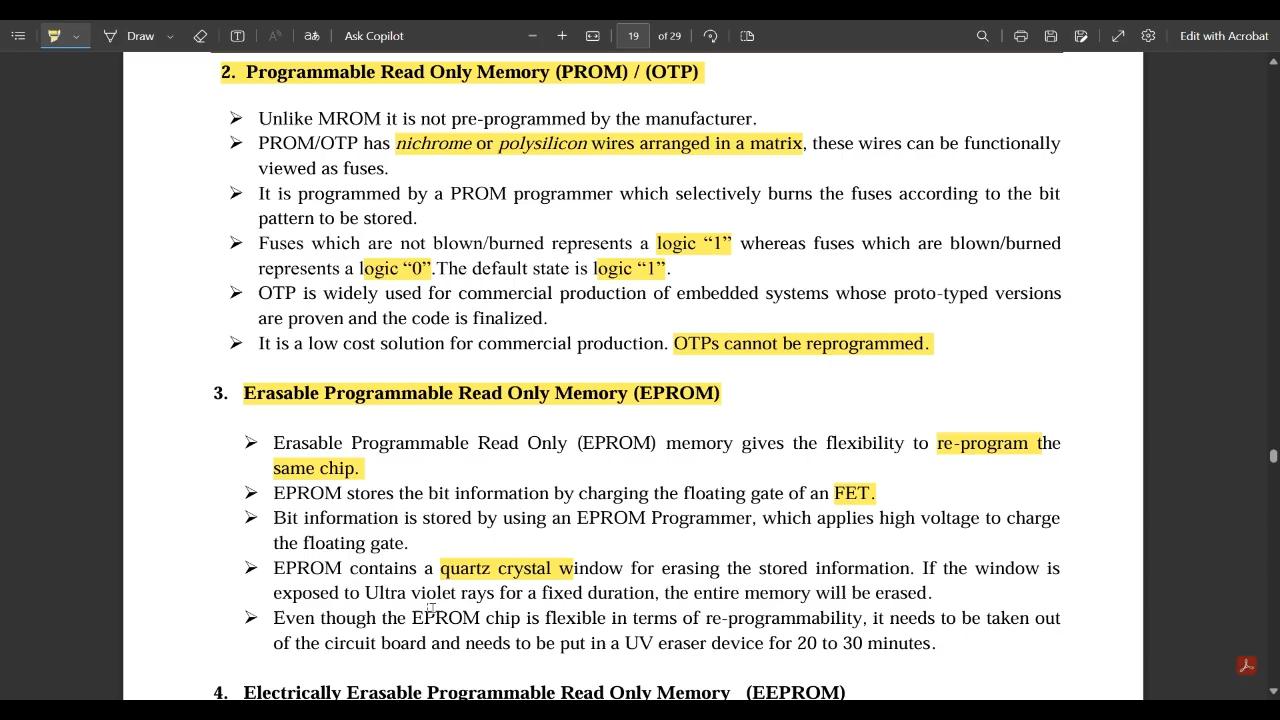 Draw
Ask Copilot
19 of 29
Edit with Acrobat
2. Programmable Read Only Memory (PROM) / (OTP)
➢ Unlike MROM it is not pre-programmed by the manufacturer.
➢ PROM/OTP has nichrome or polysilicon wires arranged in a matrix, these wires can be functionally
viewed as fuses.
➢ It is programmed by a PROM programmer which selectively burns the fuses according to the bit
pattern to be stored.
➢ Fuses which are not blown/burned represents a logic “1” whereas fuses which are blown/burned
represents a logic “0”.The default state is logic “1”.
➢ OTP is widely used for commercial production of embedded systems whose proto-typed versions
are proven and the code is finalized.
➢ It is a low cost solution for commercial production. OTPs cannot be reprogrammed.
3. Erasable Programmable Read Only Memory (EPROM)
➢ Erasable Programmable Read Only (EPROM) memory gives the flexibility to re-program the
same chip.
➢ EPROM stores the bit information by charging the floating gate of an FET.
➢ Bit information is stored by using an EPROM Programmer, which applies high voltage to charge
the floating gate.
➢ EPROM contains a quartz crystal window for erasing the stored information. If the window is
exposed to Ultra violet rays for a fixed duration, the entire memory will be erased.
➢ Even though the EPROM chip is flexible in terms of re-programmability, it needs to be taken out
of the circuit board and needs to be put in a UV eraser device for 20 to 30 minutes.
4. Electrically Erasable Programmable Read Only Memory (EEPROM)